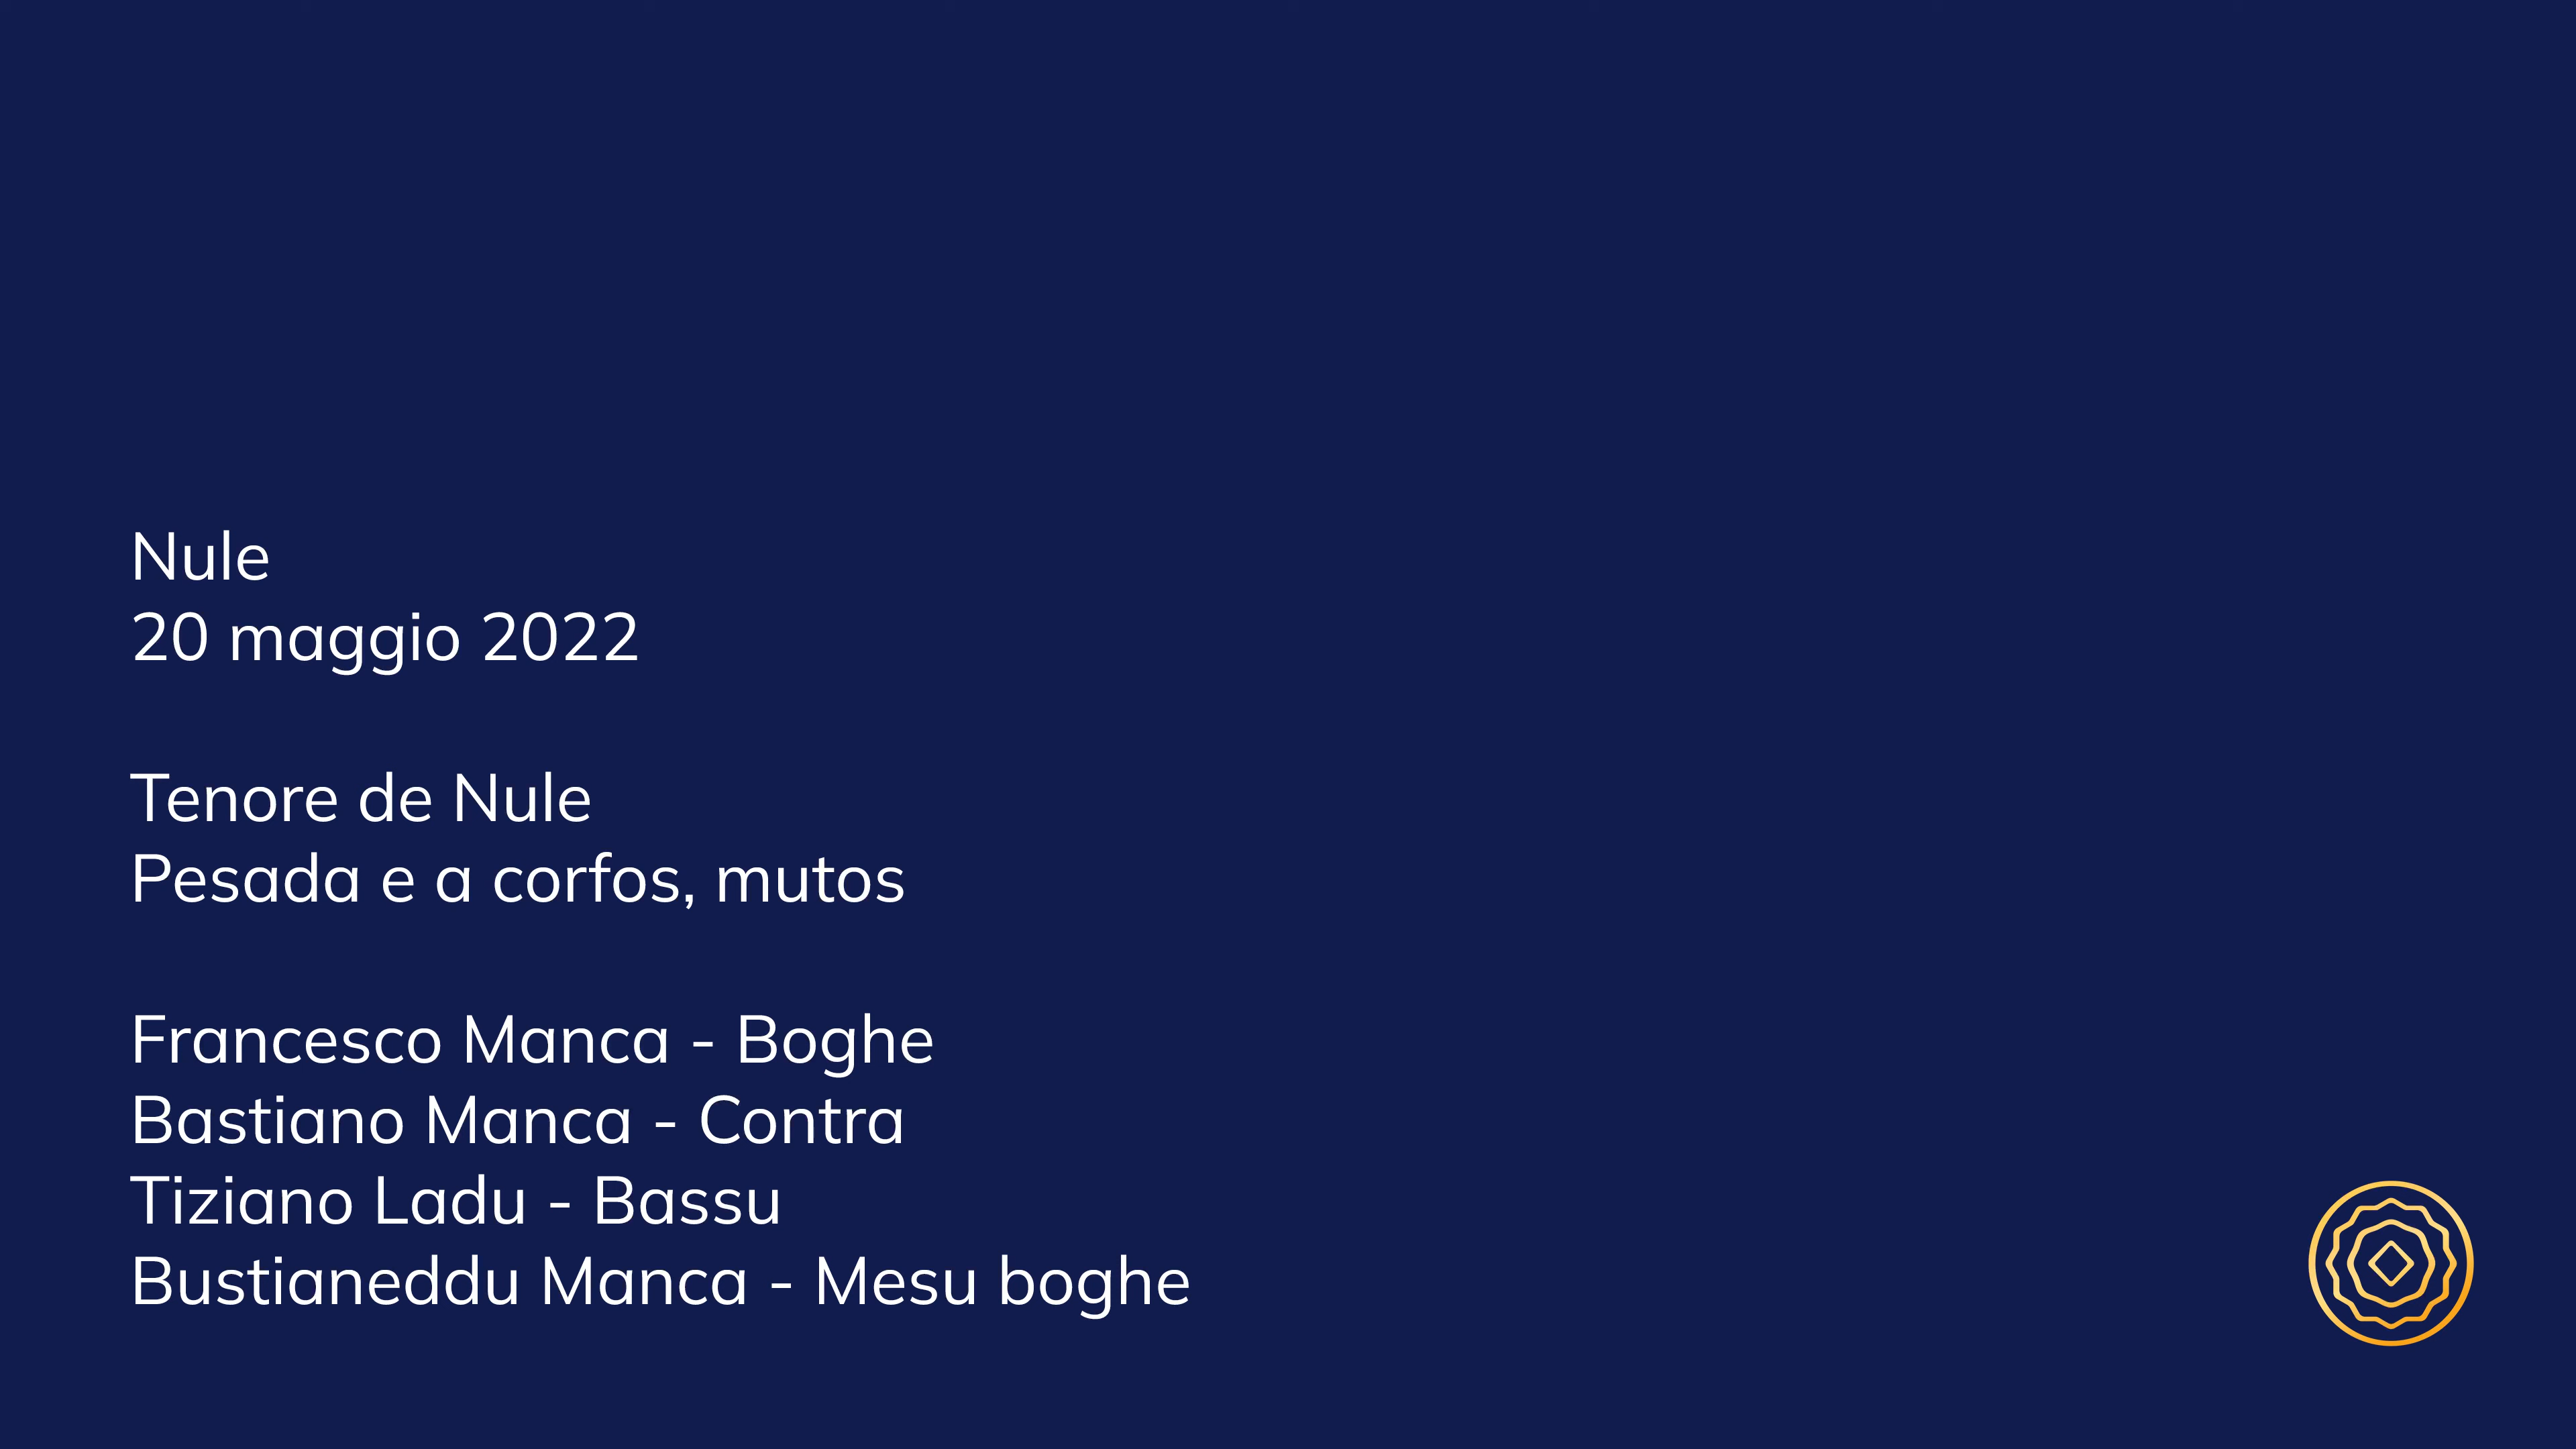 Nule
20 maggio 2022
Tenore de Nule
Pesada e a corfos, mutos
Francesco Manca - Boghe
Bastiano Manca - Contra
Tiziano Ladu - Bassu
Bustianeddu Manca - Mesu boghe